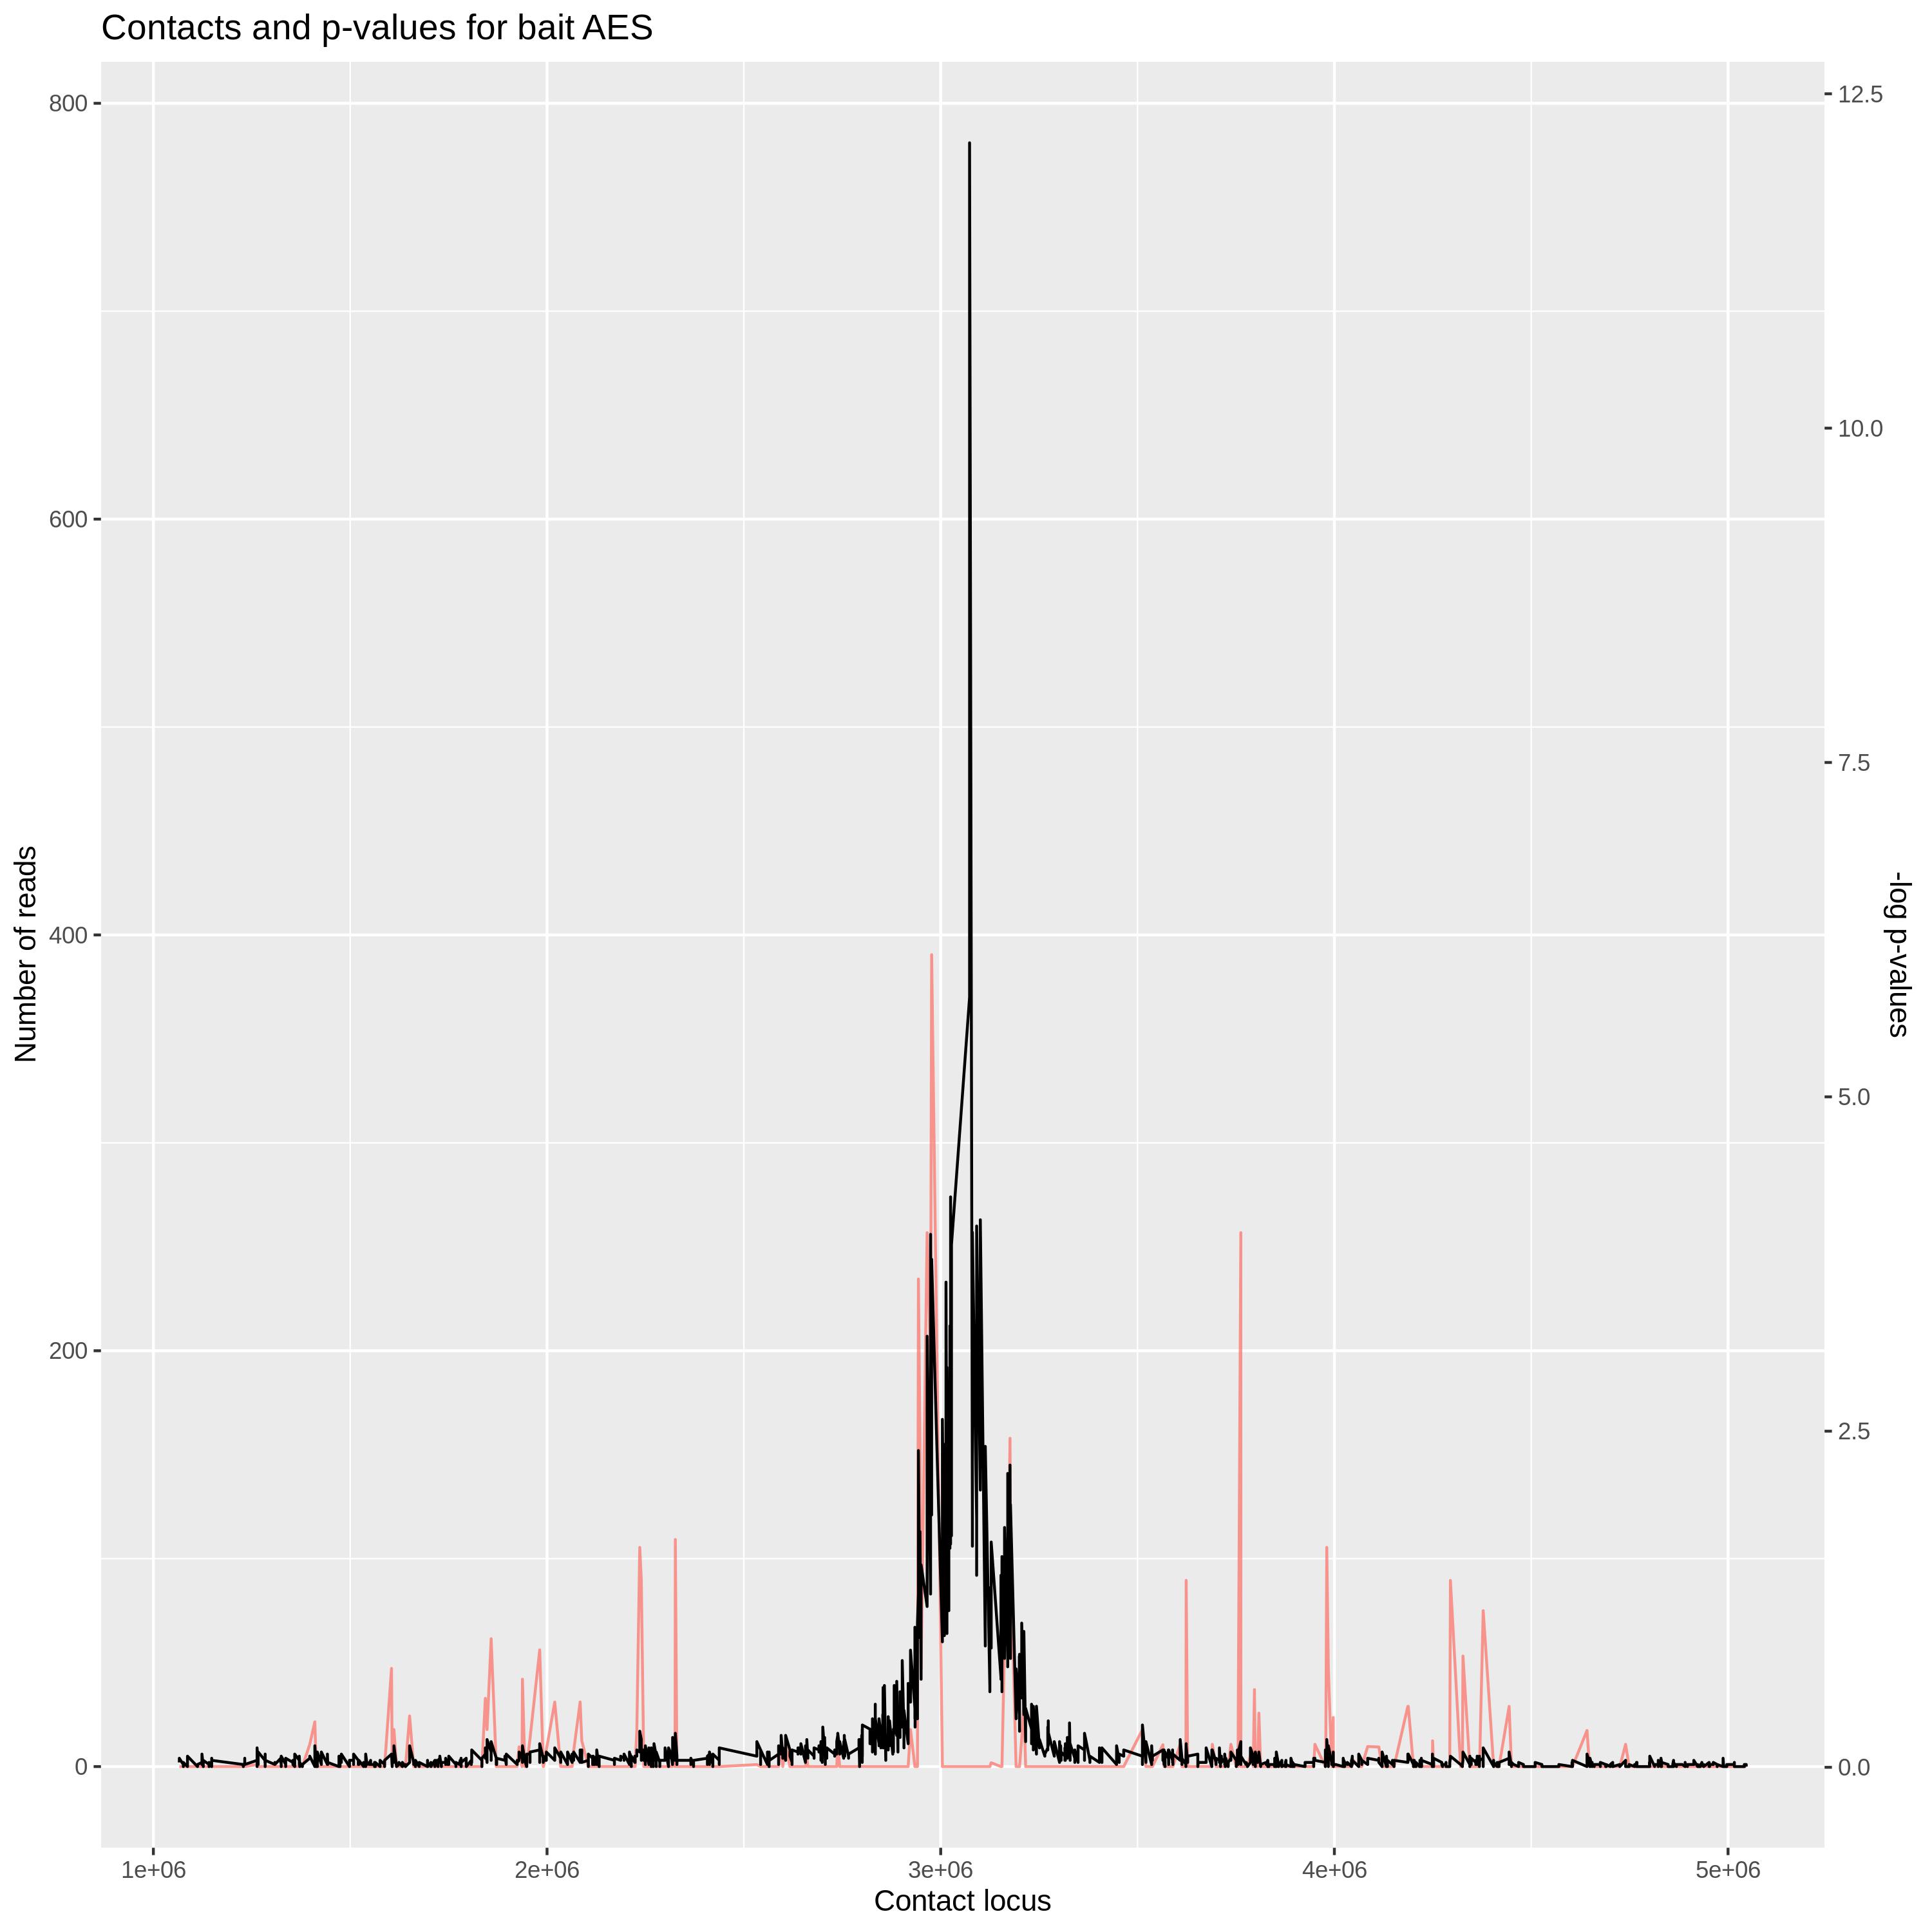 Contacts and p-values for bait AES
800
600
400
200
0
12.5
10.0
7.5
5.0
2.5
0.0
Number of reads
-log p-values
1e+06 2e+06 3e+06 4e+06 5e+06
Contact locus